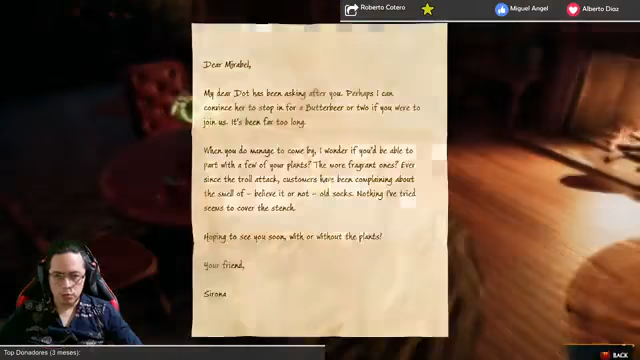 Roberto Cotero
Miguel Angel
Alberto Diaz
Dear Mirabel,
My dear Dot has been asking after you. Perhaps I can
convince her to stop in for a Butterbeer or two if you were to
join us. It's been far too long.
When you do manage to come by, I wonder if you'd be able to
part with a few of your plants? The more fragrant ones? Ever
since the troll attack, customers have been complaining about
the smell of – believe it or not – old socks. Nothing I've tried
seems to cover the stench.
Hoping to see you soon, with or without the plants!
Your friend,
Sirona
Top Donadores (3 meses):
BACK